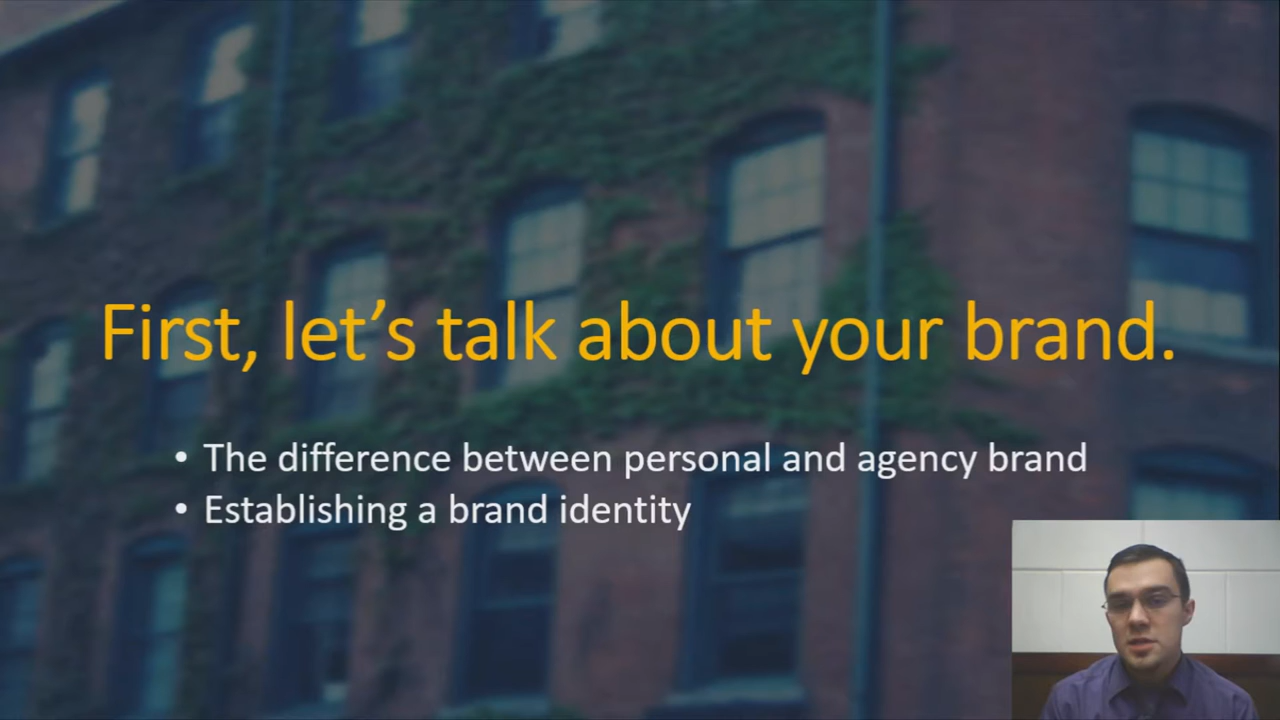 First, let’s talk about your brand.
• The difference between personal and agency brand
• Establishing a brand identity